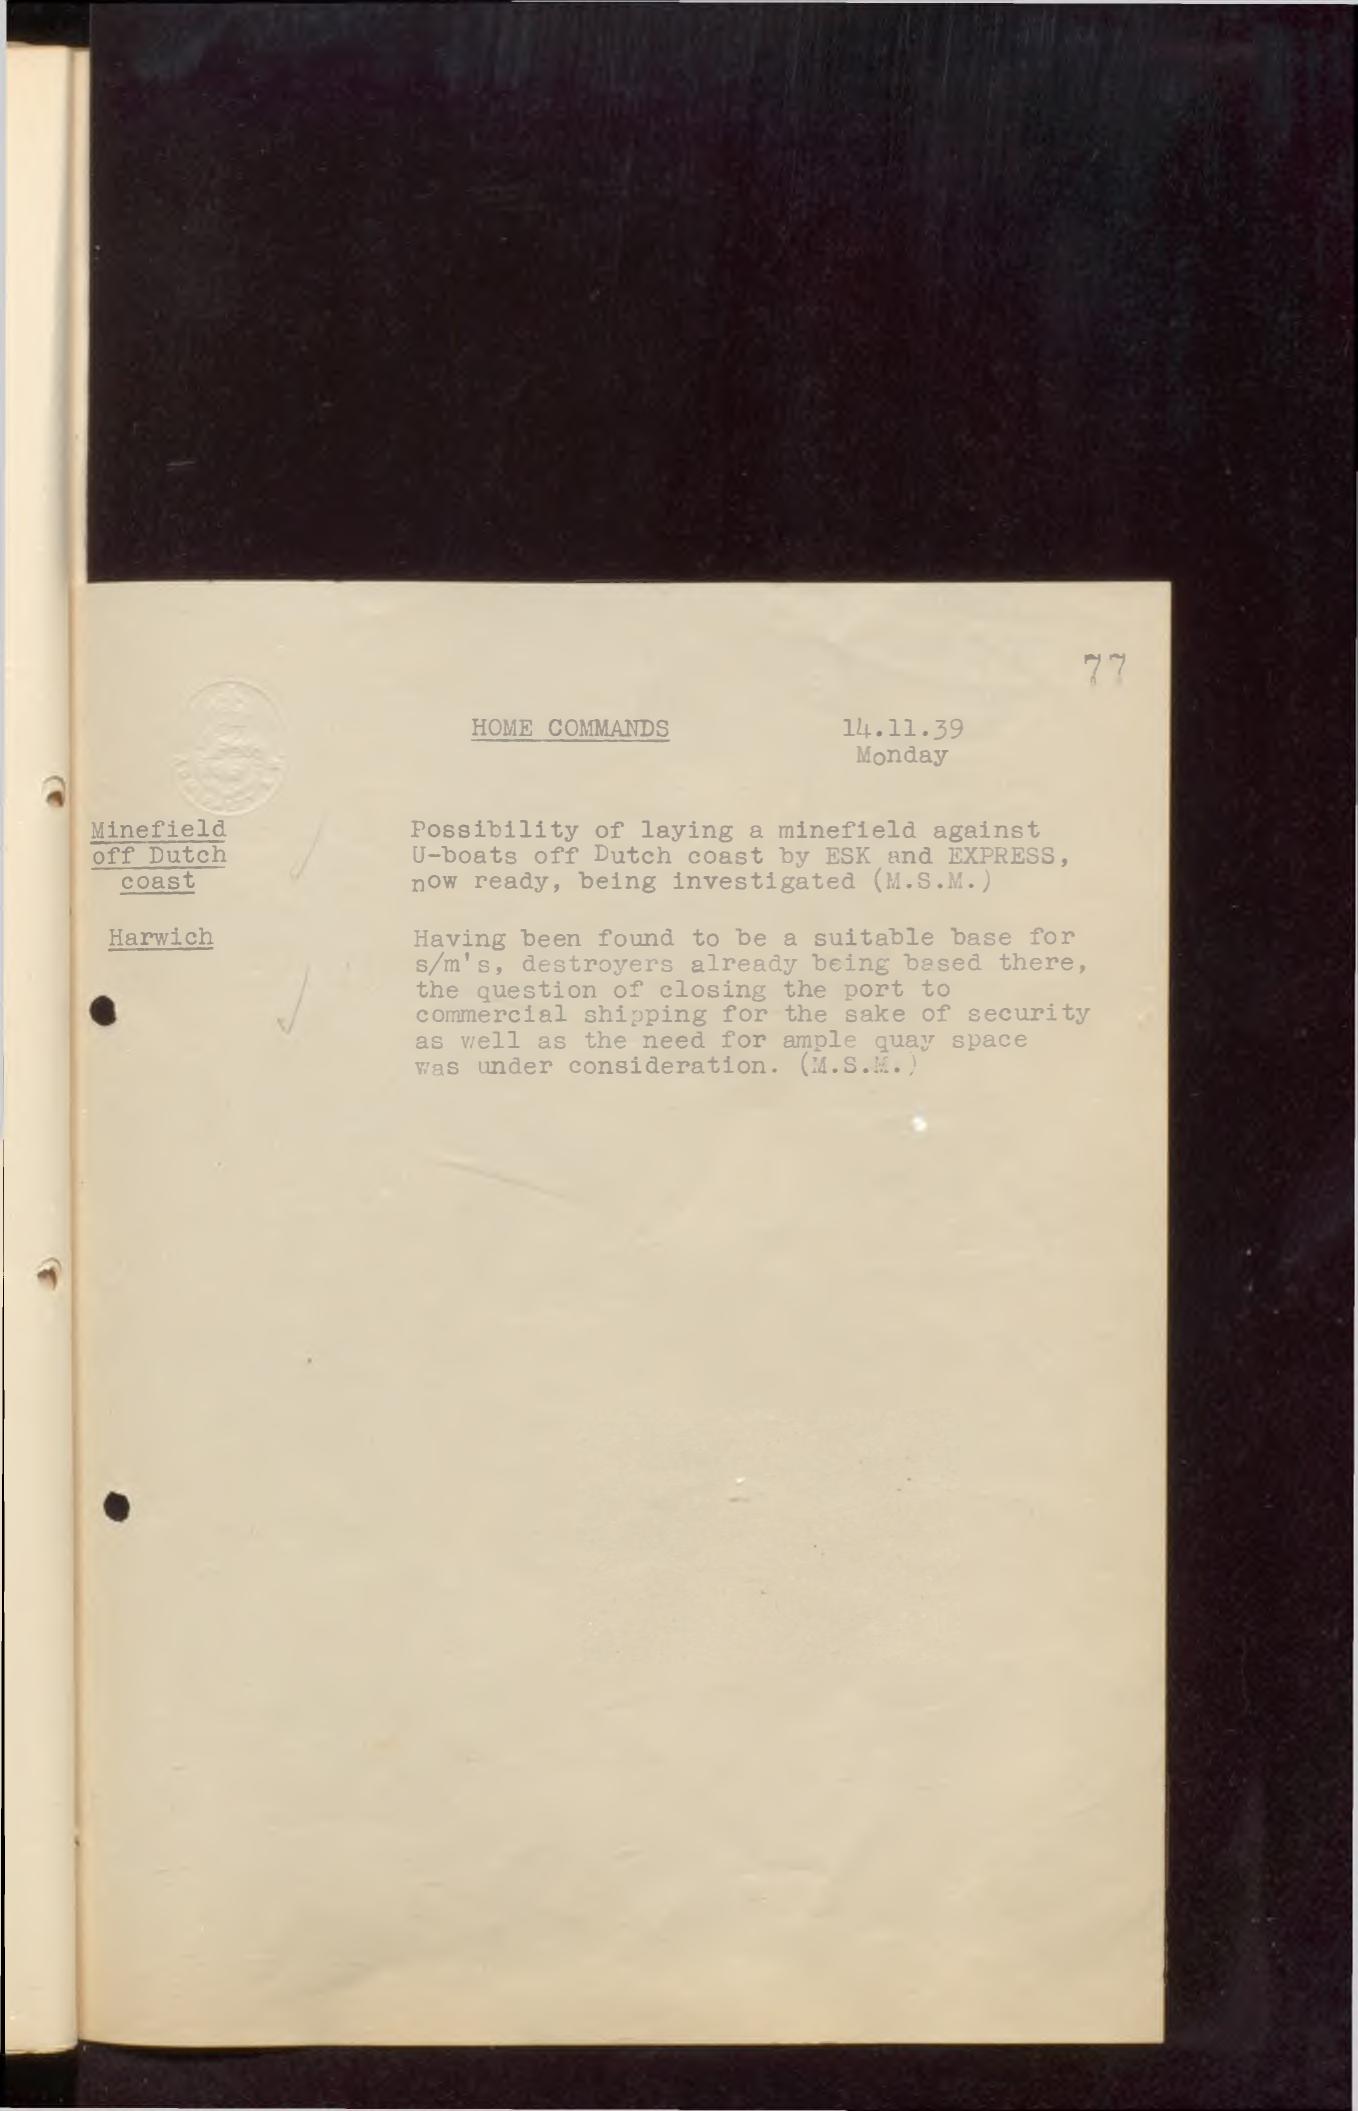 77
HOME COMMANDS 14.11.39
Monday
Minefield
off Dutch
coast
Possibility of laying a minefield against
U-boats off Dutch coast by ESK and EXPRESS,
now ready, being investigated (M.S.M.)
Harwich
Having been found to be a suitable base for
s/m's, destroyers already being based there,
the question of closing the port to
commercial shipping for the sake of security
as well as the need for ample quay space
was under consideration. (M.S.M.)